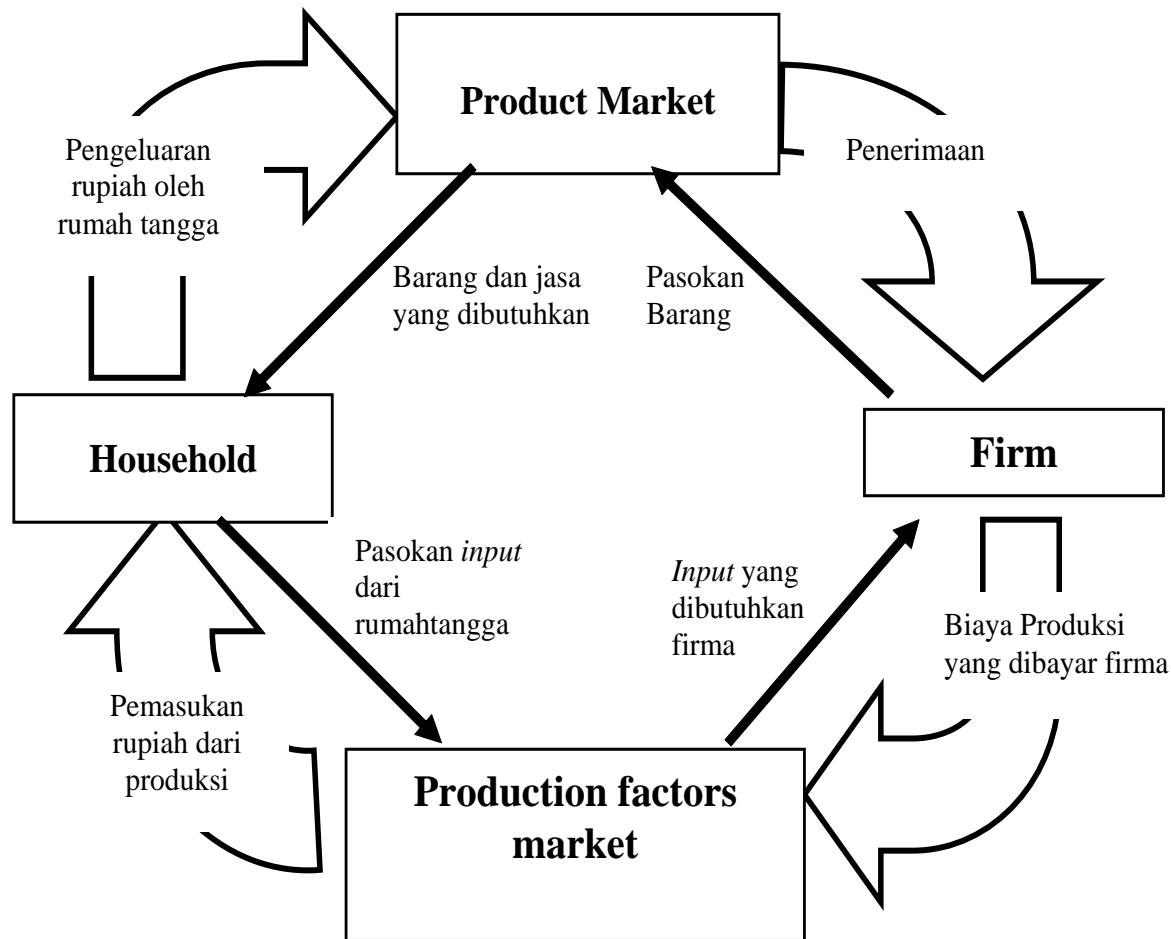 Product Market
Pengeluaran
rupiah oleh
rumah tangga
Penerimaan
Barang dan jasa
yang dibutuhkan
Pasokan
Barang
Household
Firm
Pasokan input
dari
rumahtangga
Input yang
dibutuhkan
firma
Biaya Produksi
yang dibayar firma
Pemasukan
rupiah dari
produksi
Production factors
market